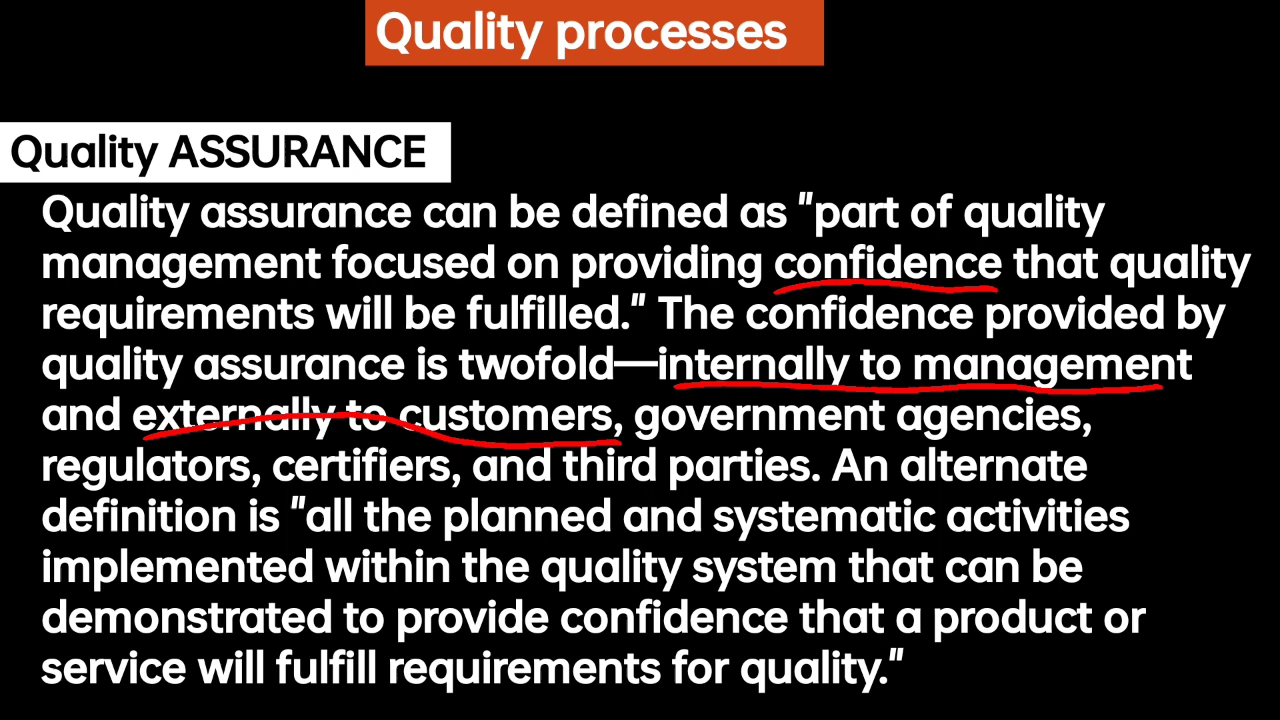 Quality processes
Quality ASSURANCE
Quality assurance can be defined as "part of quality
management focused on providing confidence that quality
requirements will be fulfilled." The confidence provided by
quality assurance is twofold—internally to management
and externally to customers, government agencies,
regulators, certifiers, and third parties. An alternate
definition is "all the planned and systematic activities
implemented within the quality system that can be
demonstrated to provide confidence that a product or
service will fulfill requirements for quality."